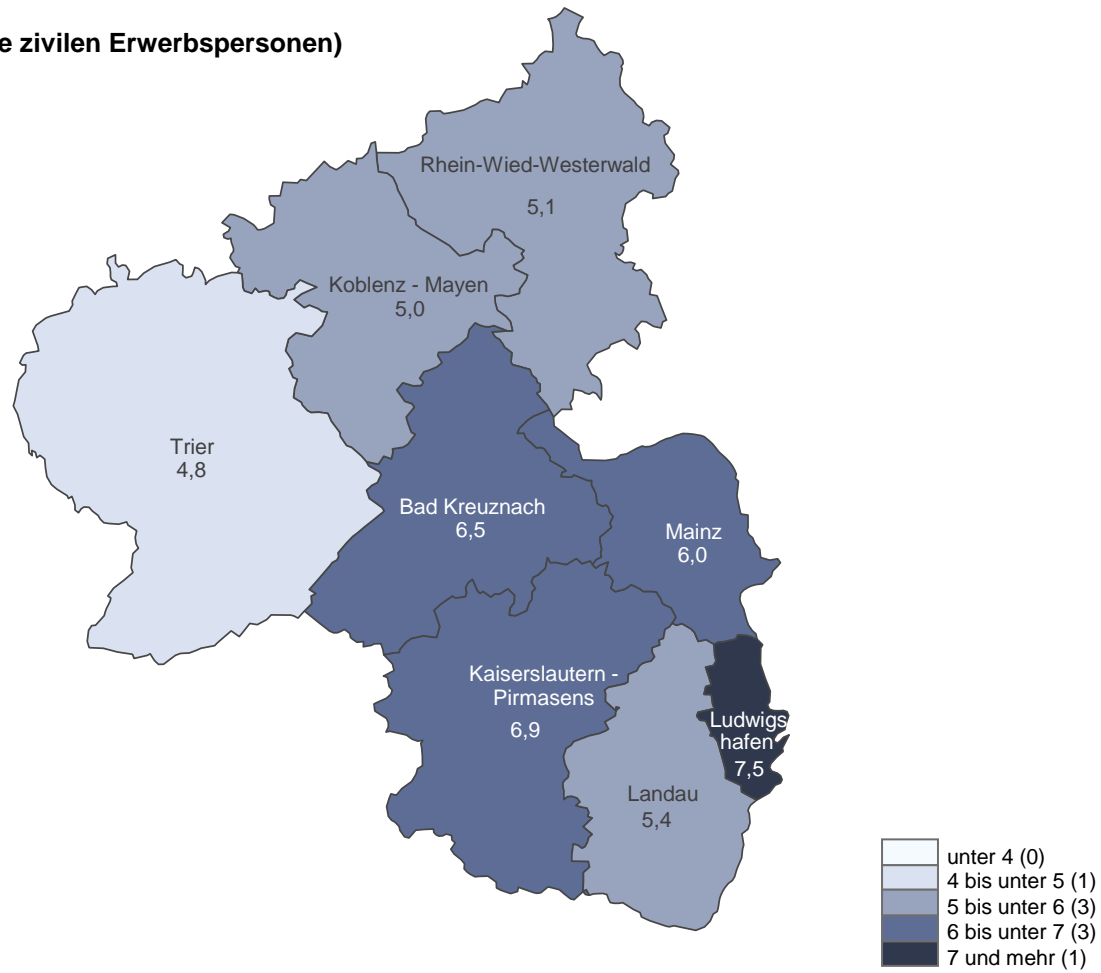 e zivilen Erwerbspersonen)
Rhein-Wied-Westerwald
5,1
Koblenz - Mayen
5,0
Trier
4,8
Bad Kreuznach
6,5
Mainz
6,0
Kaiserslautern -
Pirmasens
6,9
Ludwigs
hafen
7,5
Landau
5,4
unter 4 (0)
4 bis unter 5 (1)
5 bis unter 6 (3)
6 bis unter 7 (3)
7 und mehr (1)